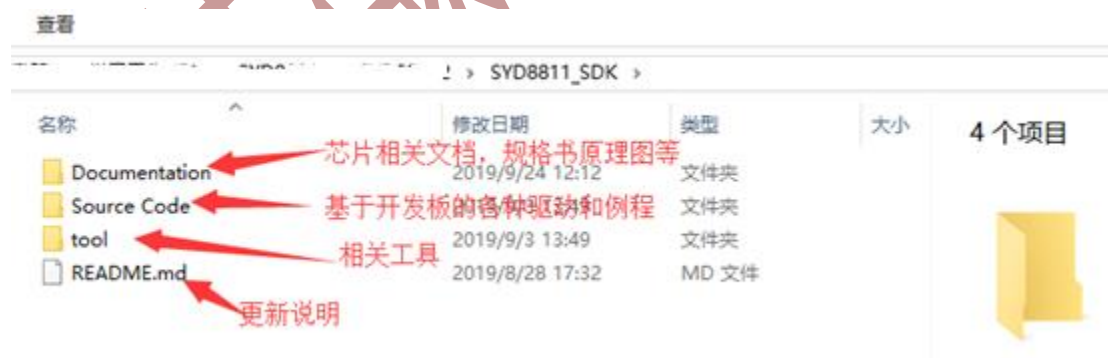 查看
› SYD8811_SDK ›
名称 修改日期 类型 大小 4 个项目
芯片相关文档，规格书原理图等
Documentation 2019/9/24 12:12 文件夹
基于开发板的各种驱动和例程
Source Code 文件夹
tool 2019/9/3 13:49 文件夹
相关工具
README.md 2019/8/28 17:32 MD 文件
更新说明